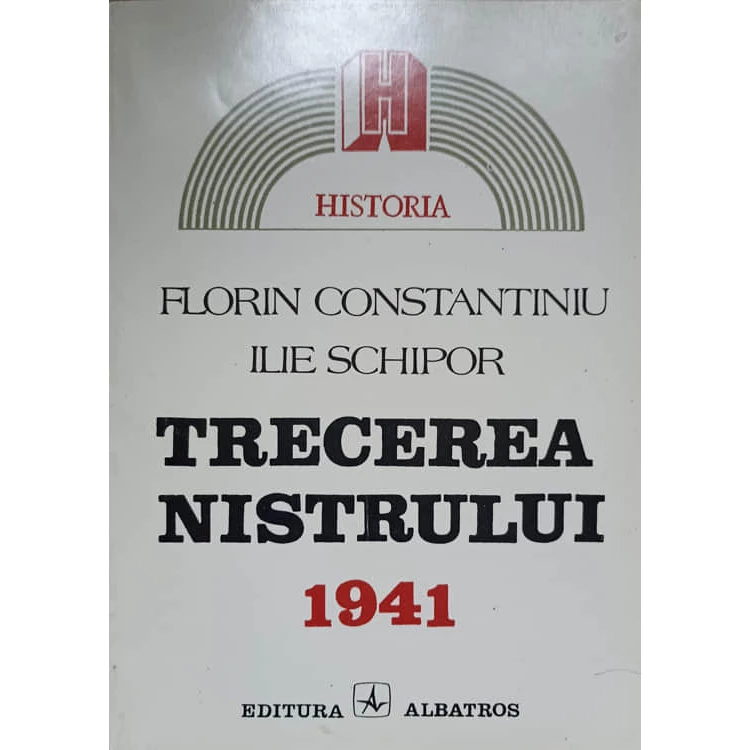 H
HISTORIA
FLORIN CONSTANTINIU
ILIE SCHIPOR
TRECEREA
NISTRULUI
1941
EDITURA A ALBATROS